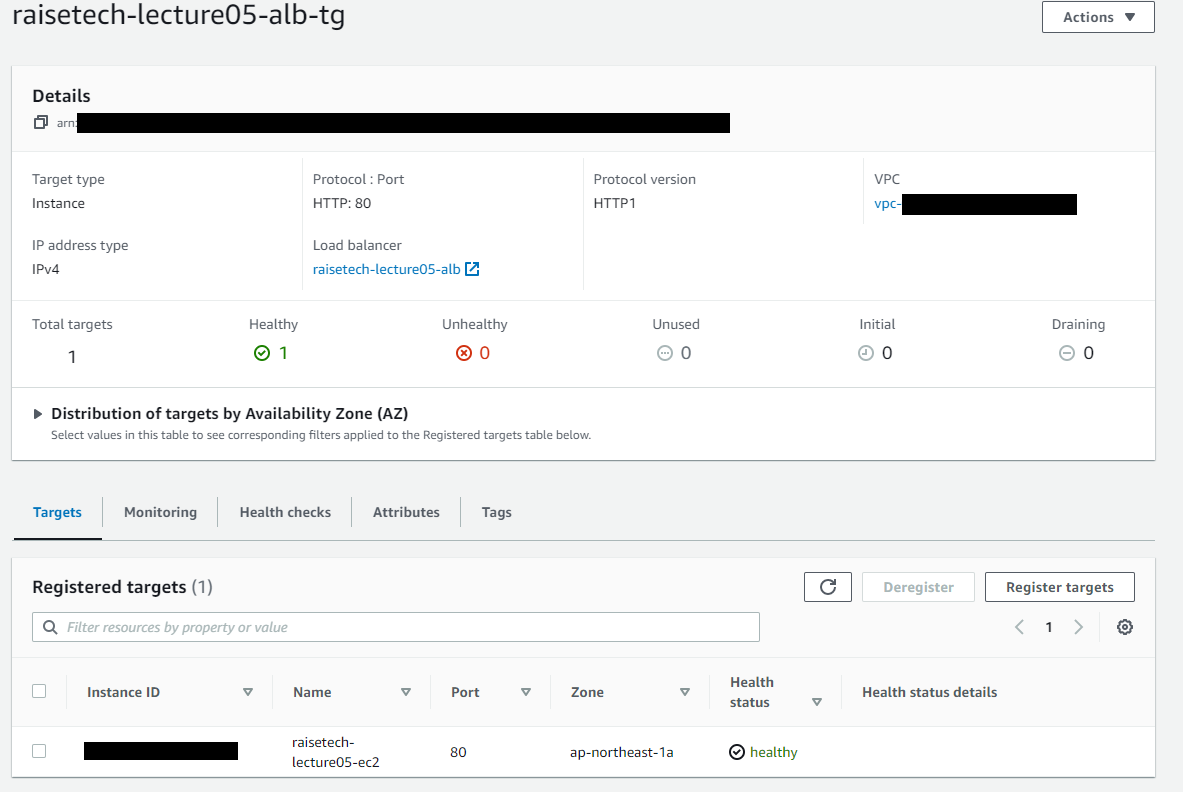 raisetech-lecture05-alb-tg
Actions
Details
arn:
Target type
Instance
Protocol : Port
HTTP: 80
Protocol version
HTTP1
VPC
vpc-
IP address type
IPv4
Load balancer
raisetech-lecture05-alb
Total targets
1
Healthy
1
Unhealthy
0
Unused
0
Initial
0
Draining
0
Distribution of targets by Availability Zone (AZ)
Select values in this table to see corresponding filters applied to the Registered targets table below.
Targets
Monitoring
Health checks
Attributes
Tags
Registered targets (1)
Deregister
Register targets
Filter resources by property or value
1
Instance ID
Name
Port
Zone
Health
status
Health status details
raisetech-
lecture05-ec2
80
ap-northeast-1a
healthy